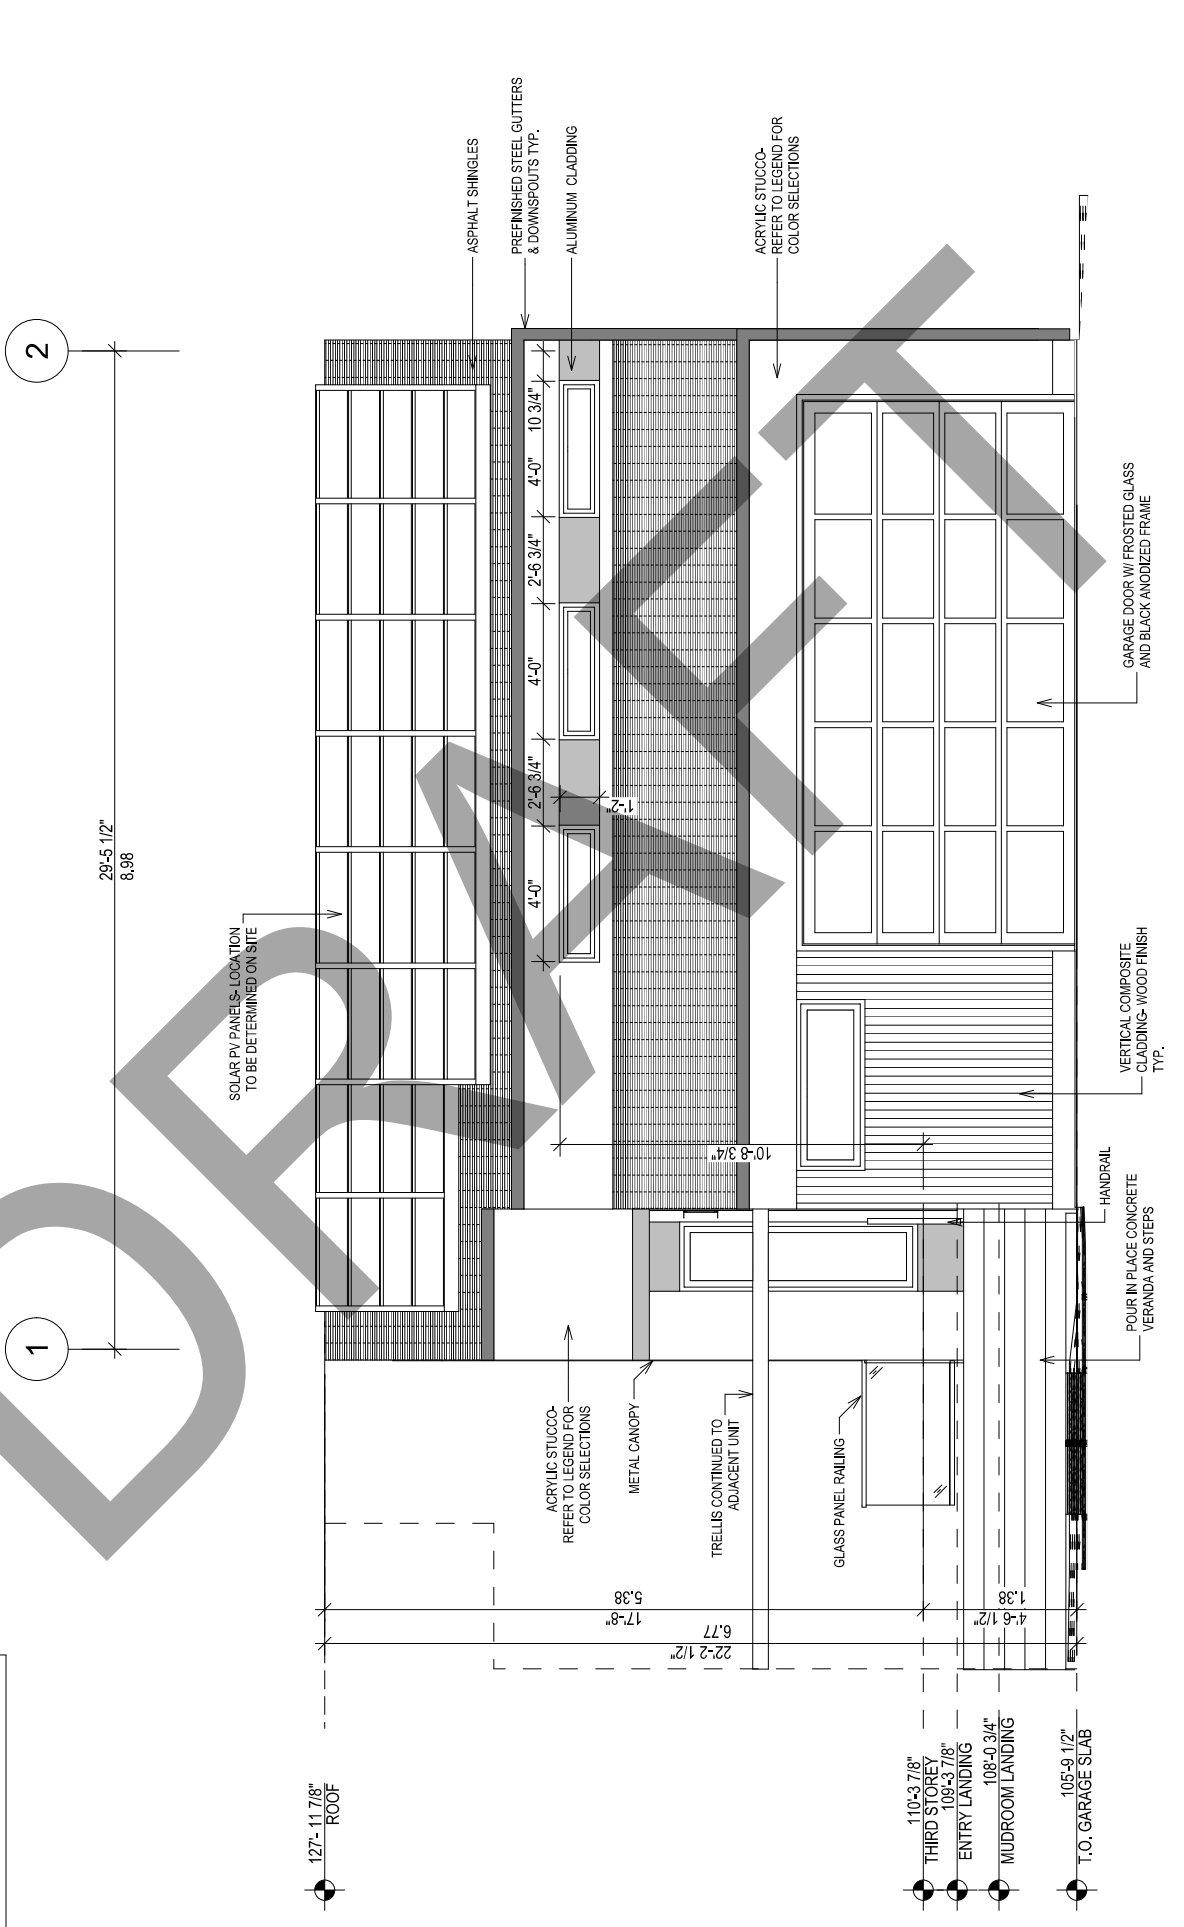 1
2
29'-5 1/2"
8.98
SOLAR PV PANELS- LOCATION
TO BE DETERMINED ON SITE
ASPHALT SHINGLES
PREFINISHED STEEL GUTTERS
& DOWNSPOUTS TYP.
ALUMINUM CLADDING
ACRYLIC STUCCO-
REFER TO LEGEND FOR
COLOR SELECTIONS
4'-0"
2'-6 3/4"
4'-0"
2'-6 3/4"
4'-0"
10 3/4"
1'-2"
10'-8 3/4"
ACRYLIC STUCCO-
REFER TO LEGEND FOR
COLOR SELECTIONS
METAL CANOPY
TRELLIS CONTINUED TO
ADJACENT UNIT
GLASS PANEL RAILING
5.38
17'-8"
6.77
22'-2 1/2"
1.38
4'-6 1/2"
127'- 11 7/8"
ROOF
110'-3 7/8"
THIRD STOREY
109'-3 7/8"
ENTRY LANDING
108'-0 3/4"
MUDROOM LANDING
105'-9 1/2"
T.O. GARAGE SLAB
HANDRAIL
POUR IN PLACE CONCRETE
VERANDA AND STEPS
VERTICAL COMPOSITE
CLADDING- WOOD FINISH
TYP.
GARAGE DOOR W/ FROSTED GLASS
AND BLACK ANODIZED FRAME
DRAFT